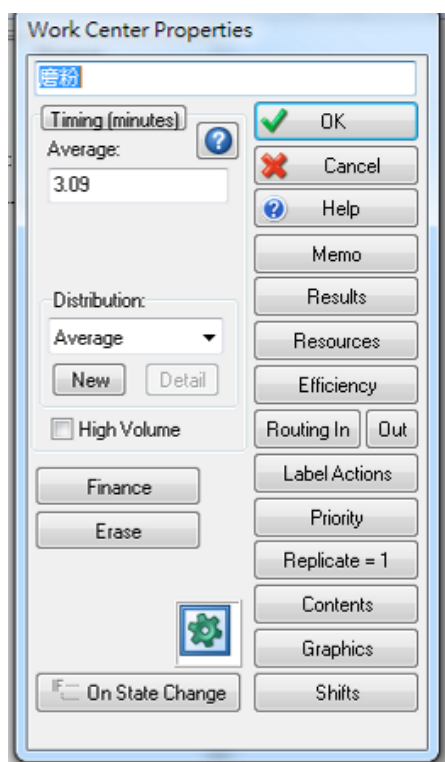 Work Center Properties
磨粉
Timing (minutes)
Average:
3.09
Distribution:
Average
New
Detail
High Volume
Finance
Erase
On State Change
OK
Cancel
Help
Memo
Results
Resources
Efficiency
Routing In
Out
Label Actions
Priority
Replicate = 1
Contents
Graphics
Shifts